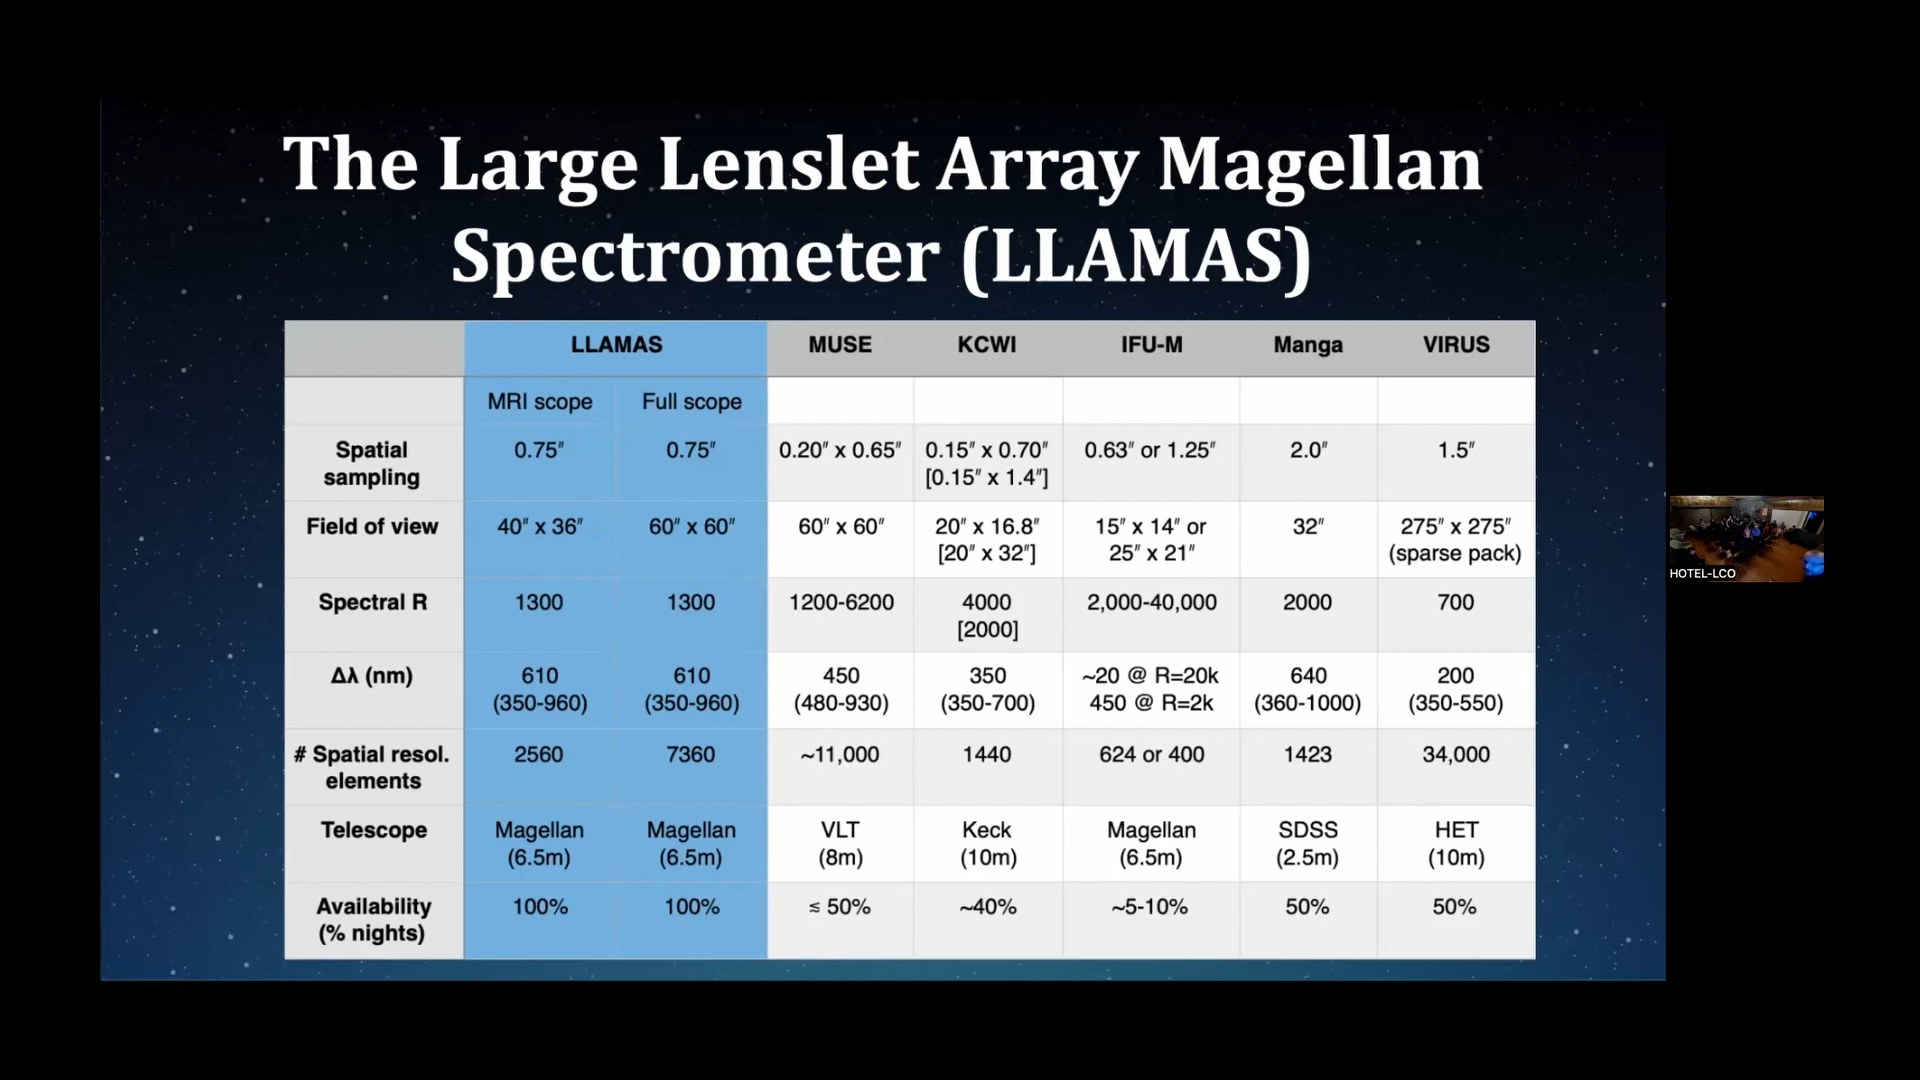 The Large Lenslet Array Magellan
Spectrometer (LLAMAS)
LLAMAS MUSE KCWI IFU-M Manga VIRUS
MRI scope Full scope
Spatial sampling 0.75″ 0.75″ 0.20″ x 0.65″ 0.15″ x 0.70″ [0.15″ x 1.4″] 0.63″ or 1.25″ 2.0″ 1.5″
Field of view 40″ x 36″ 60″ x 60″ 60″ x 60″ 20″ x 16.8″ [20″ x 32″] 15″ x 14″ or 25″ x 21″ 32″ 275″ x 275″ (sparse pack)
Spectral R 1300 1300 1200-6200 4000 [2000] 2,000-40,000 2000 700
Δλ (nm) 610 (350-960) 610 (350-960) 450 (480-930) 350 (350-700) ~20 @ R=20k 450 @ R=2k 640 (360-1000) 200 (350-550)
# Spatial resol. elements 2560 7360 ~11,000 1440 624 or 400 1423 34,000
Telescope Magellan (6.5m) Magellan (6.5m) VLT (8m) Keck (10m) Magellan (6.5m) SDSS (2.5m) HET (10m)
Availability (% nights) 100% 100% ≲ 50% ~40% ~5-10% 50% 50%
HOTEL-LCO